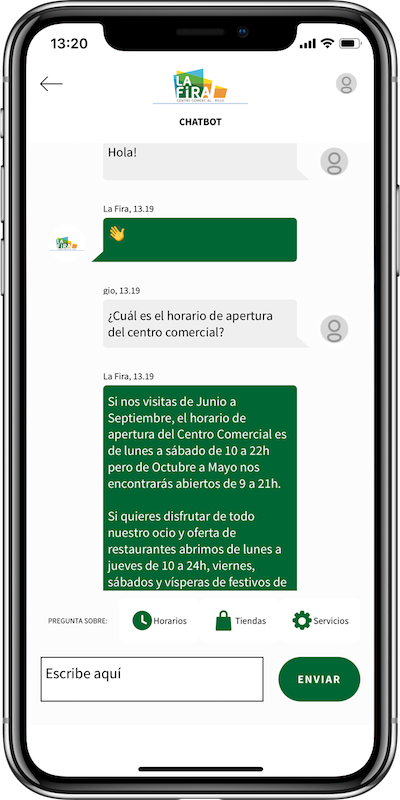 13:20
LA
FIRA
CENTRE COMERCIAL REUS
CHATBOT
Hola!
La Fira, 13.19
👋
LA
FIRA
gio, 13.19
¿Cuál es el horario de apertura
del centro comercial?
La Fira, 13.19
Si nos visitas de Junio a
Septiembre, el horario de
apertura del Centro Comercial es
de lunes a sábado de 10 a 22h
pero de Octubre a Mayo nos
encontrarás abiertos de 9 a 21h.
Si quieres disfrutar de todo
nuestro ocio y oferta de
restaurantes abrimos de lunes a
jueves de 10 a 24h, viernes,
sábados y vísperas de festivos de
PREGUNTA SOBRE:
Horarios
Tiendas
Servicios
Escribe aquí
ENVIAR